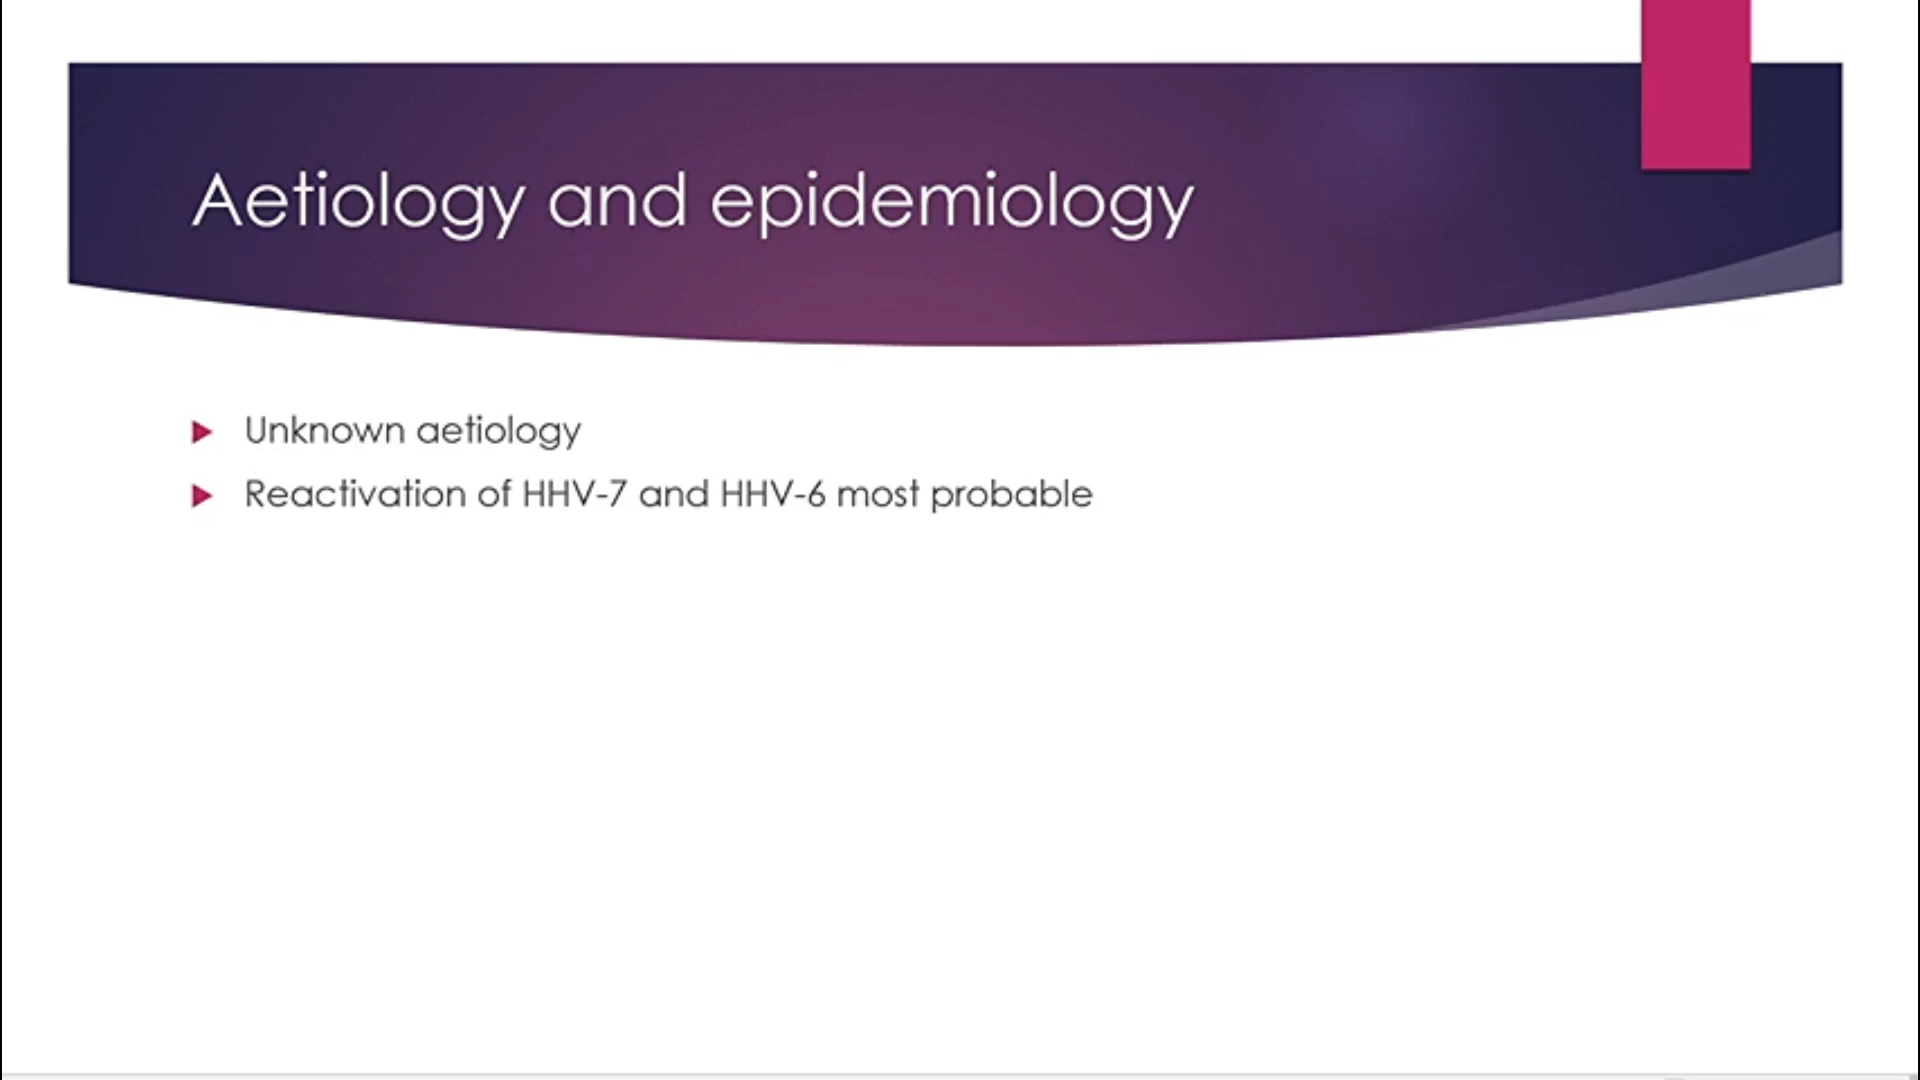 Aetiology and epidemiology
Unknown aetiology
Reactivation of HHV-7 and HHV-6 most probable